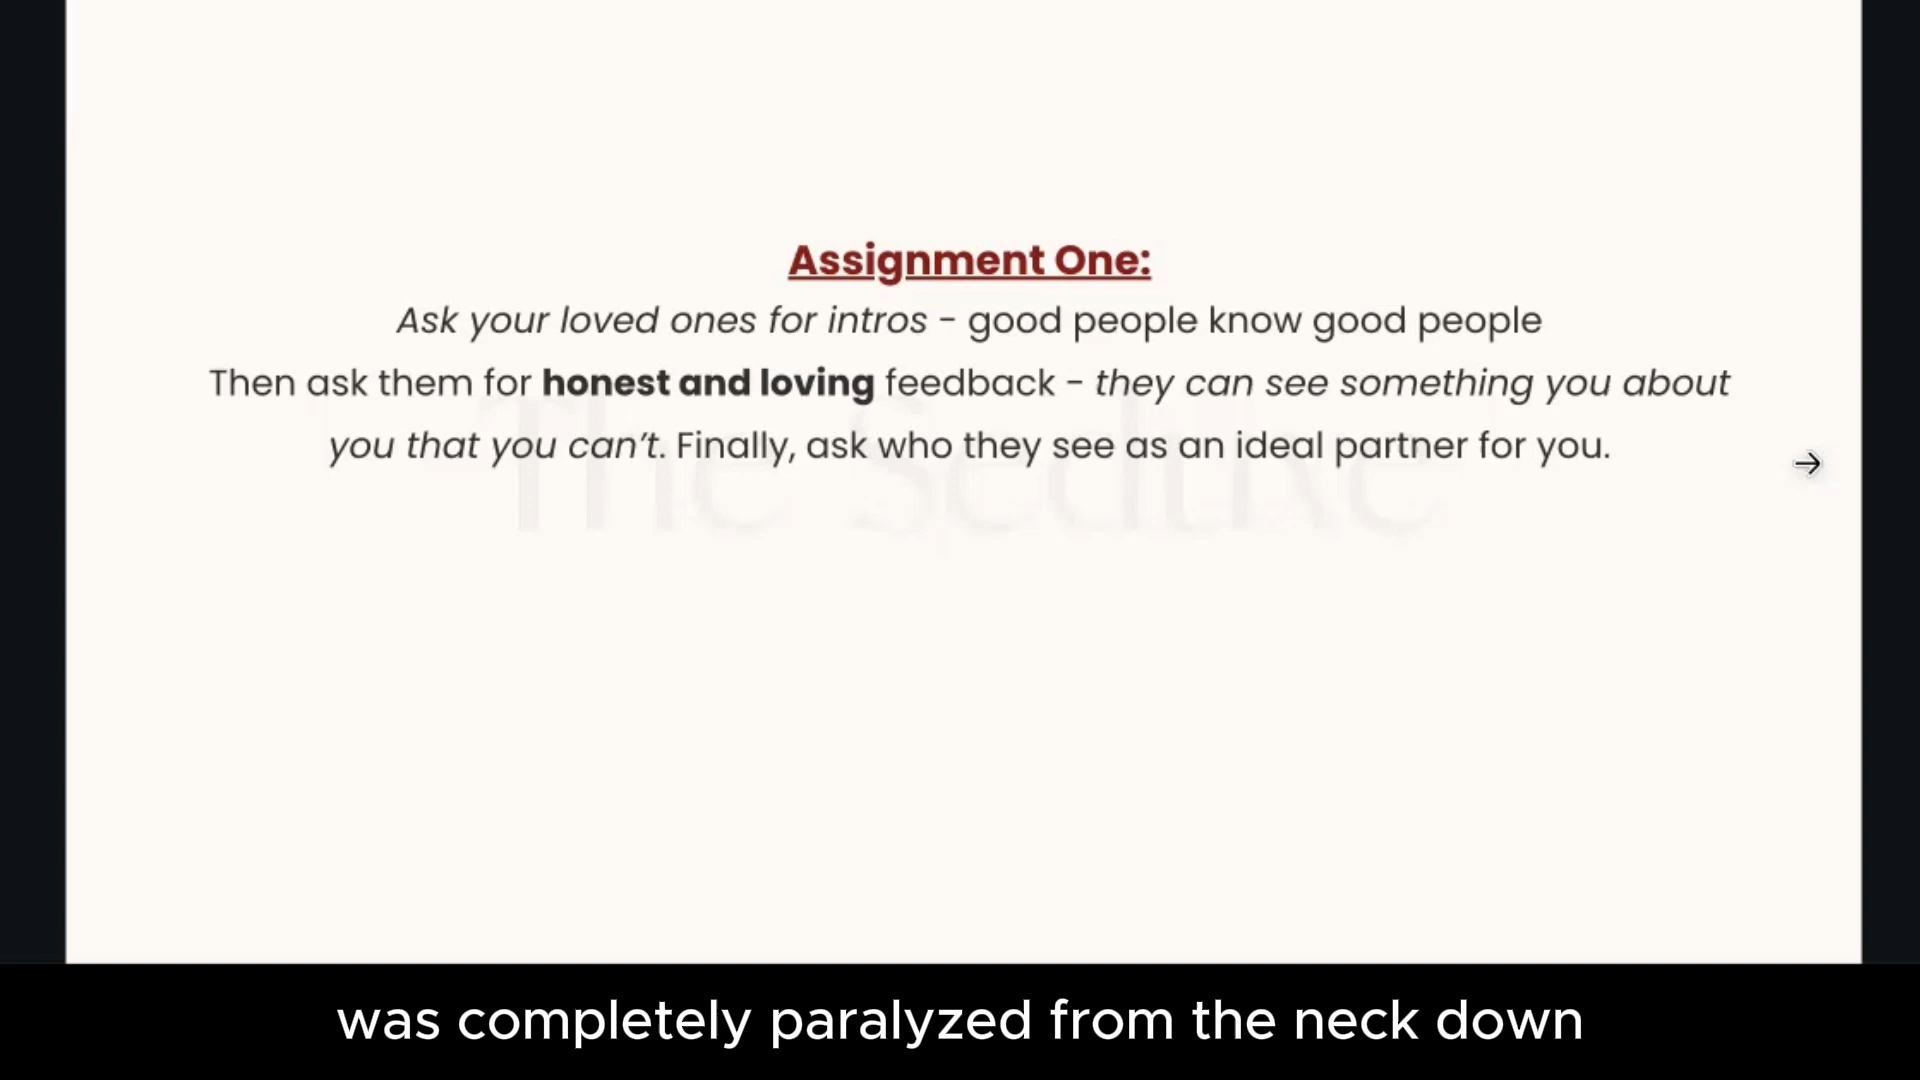 Assignment One:
Ask your loved ones for intros - good people know good people
Then ask them for honest and loving feedback - they can see something you about
you that you can't. Finally, ask who they see as an ideal partner for you.
→
The Seduxe
was completely paralyzed from the neck down